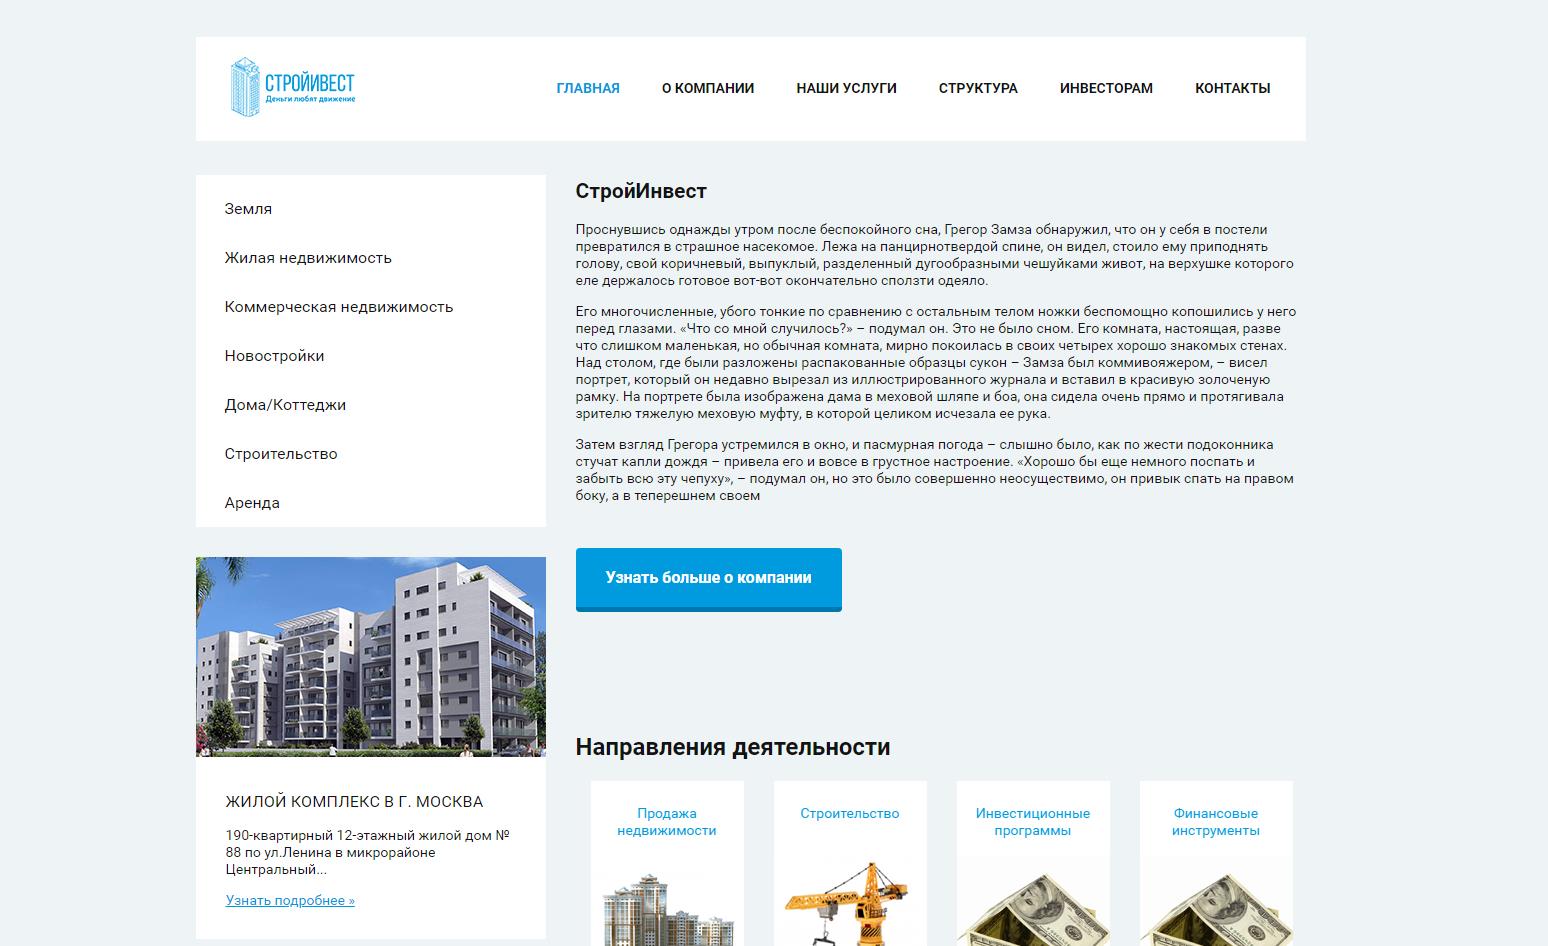 СТРОЙИВЕСТ
Деньги любят движение
ГЛАВНАЯ
О КОМПАНИИ
НАШИ УСЛУГИ
СТРУКТУРА
ИНВЕСТОРАМ
КОНТАКТЫ
Земля
Жилая недвижимость
Коммерческая недвижимость
Новостройки
Дома/Коттеджи
Строительство
Аренда
ЖИЛОЙ КОМПЛЕКС В Г. МОСКВА
190-квартирный 12-этажный жилой дом №
88 по ул.Ленина в микрорайоне
Центральный...
Узнать подробнее »
СтройИнвест
Проснувшись однажды утром после беспокойного сна, Грегор Замза обнаружил, что он у себя в постели
превратился в страшное насекомое. Лежа на панцирнотвердой спине, он видел, стоило ему приподнять
голову, свой коричневый, выпуклый, разделенный дугообразными чешуйками живот, на верхушке которого
еле держалось готовое вот-вот окончательно сползти одеяло.
Его многочисленные, убого тонкие по сравнению с остальным телом ножки беспомощно копошились у него
перед глазами. «Что со мной случилось?» – подумал он. Это не было сном. Его комната, настоящая, разве
что слишком маленькая, но обычная комната, мирно покоилась в своих четырех хорошо знакомых стенах.
Над столом, где были разложены распакованные образцы сукон – Замза был коммивояжером, – висел
портрет, который он недавно вырезал из иллюстрированного журнала и вставил в красивую золоченую
рамку. На портрете была изображена дама в меховой шляпе и боа, она сидела очень прямо и протягивала
зрителю тяжелую меховую муфту, в которой целиком исчезала ее рука.
Затем взгляд Грегора устремился в окно, и пасмурная погода – слышно было, как по жести подоконника
стучат капли дождя – привела его и вовсе в грустное настроение. «Хорошо бы еще немного поспать и
забыть всю эту чепуху», – подумал он, но это было совершенно неосуществимо, он привык спать на правом
боку, а в теперешнем своем
Узнать больше о компании
Направления деятельности
Продажа
недвижимости
Строительство
Инвестиционные
программы
Финансовые
инструменты